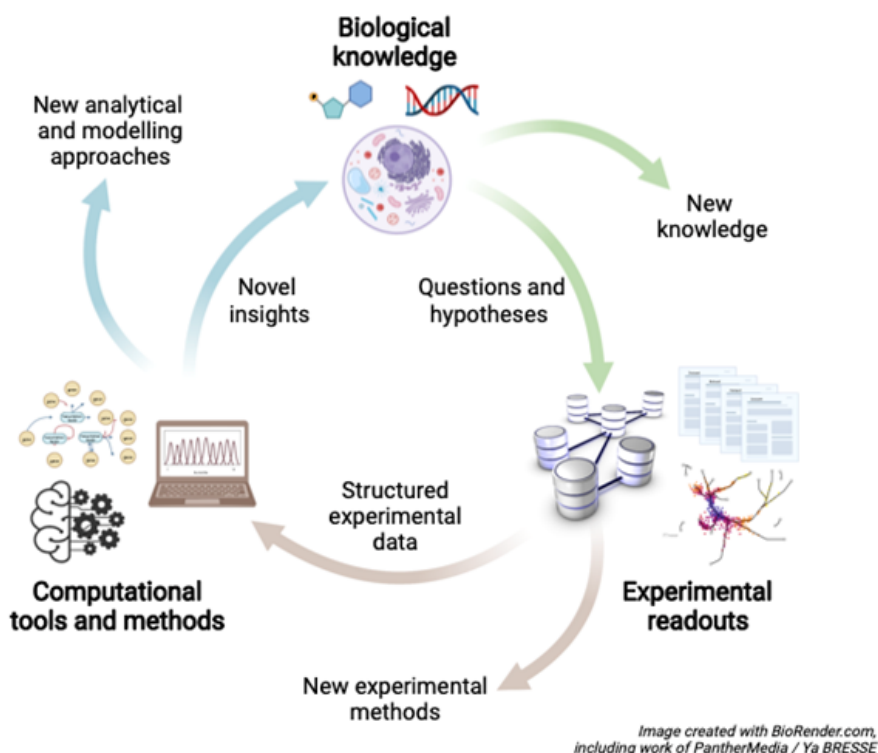 Biological
knowledge
New analytical
and modelling
approaches
New
knowledge
Novel
insights
Questions and
hypotheses
Structured
experimental
data
Computational
tools and methods
Experimental
readouts
New experimental
methods
Image created with BioRender.com,
including work of PantherMedia / Ya BRESSE